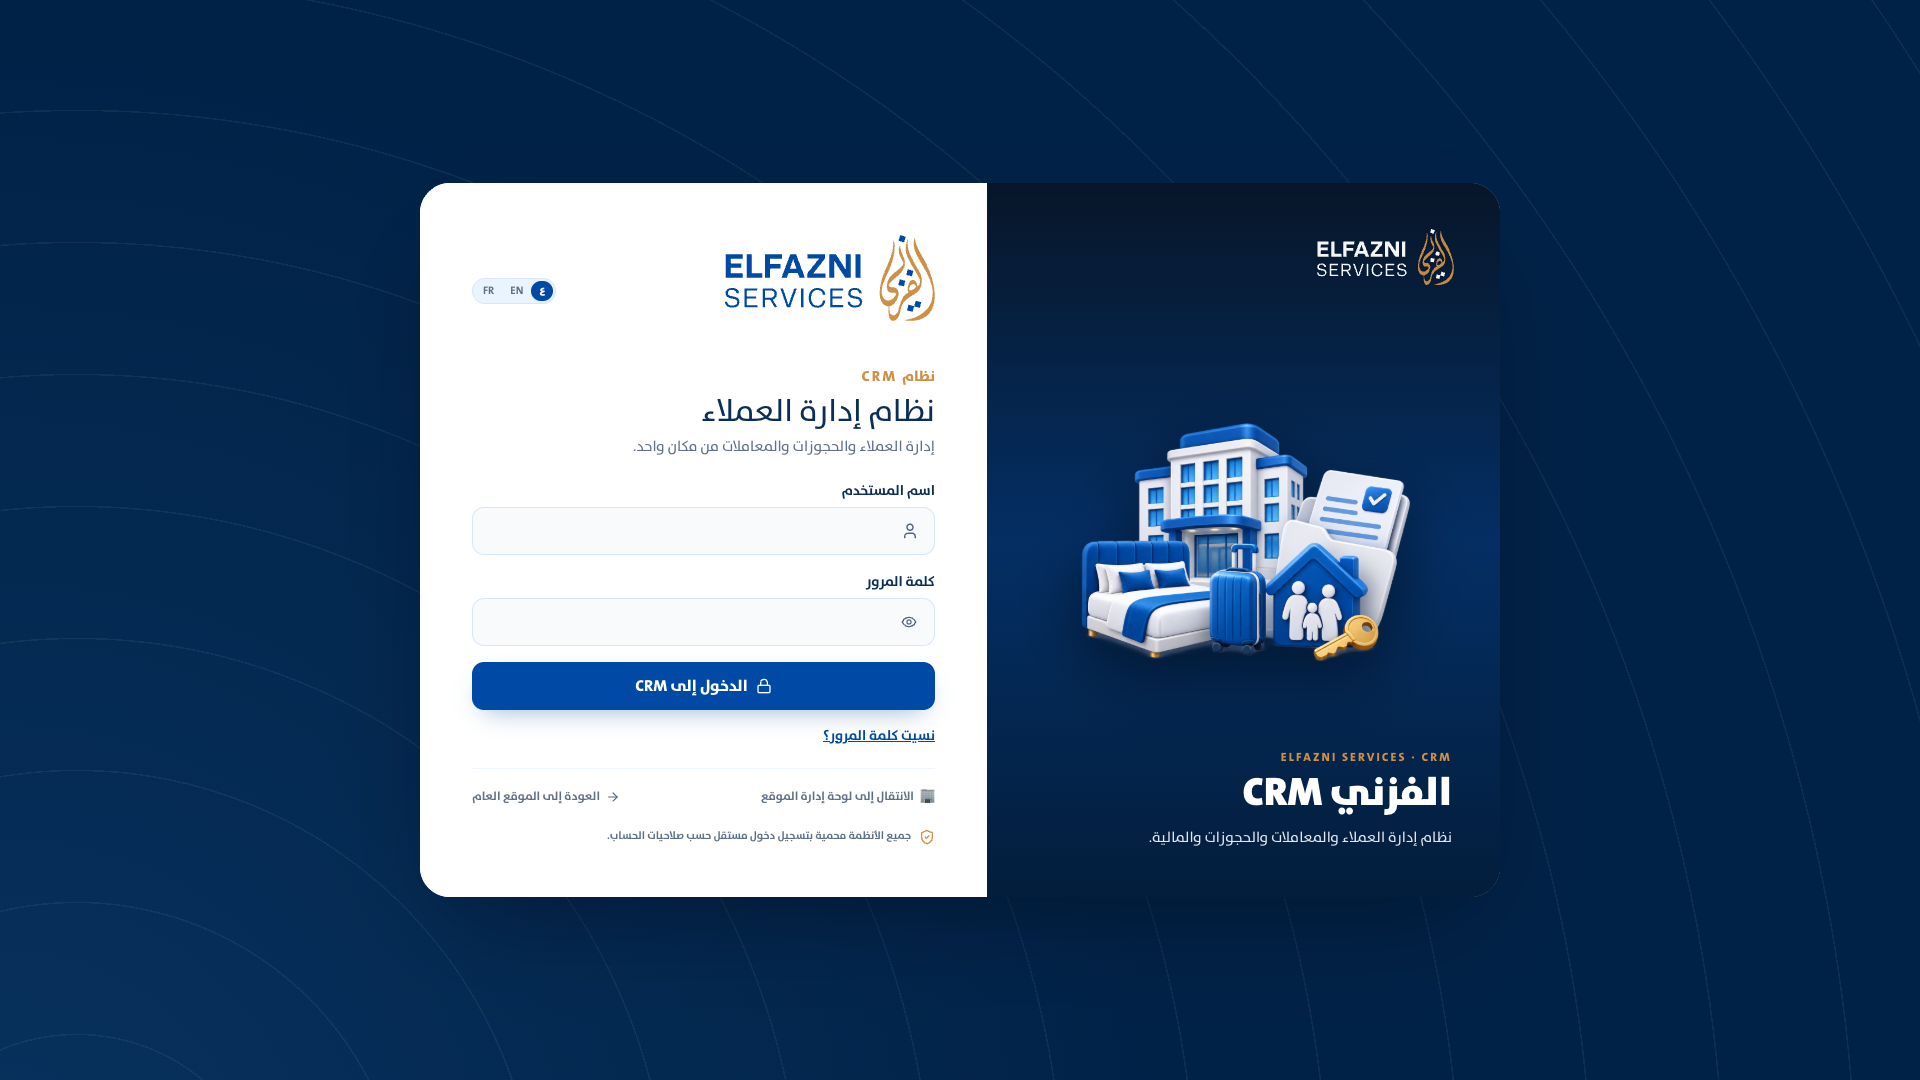 ELFAZNI
SERVICES
ELFAZNI SERVICES · CRM
الفزني CRM
نظام إدارة العملاء والمعاملات والحجوزات والمالية.
ELFAZNI
SERVICES
ع EN FR
نظام CRM
نظام إدارة العملاء
إدارة العملاء والحجوزات والمعاملات من مكان واحد.
اسم المستخدم
كلمة المرور
الدخول إلى CRM
نسيت كلمة المرور؟
الانتقال إلى لوحة إدارة الموقع
العودة إلى الموقع العام
جميع الأنظمة محمية بتسجيل دخول مستقل حسب صلاحيات الحساب.